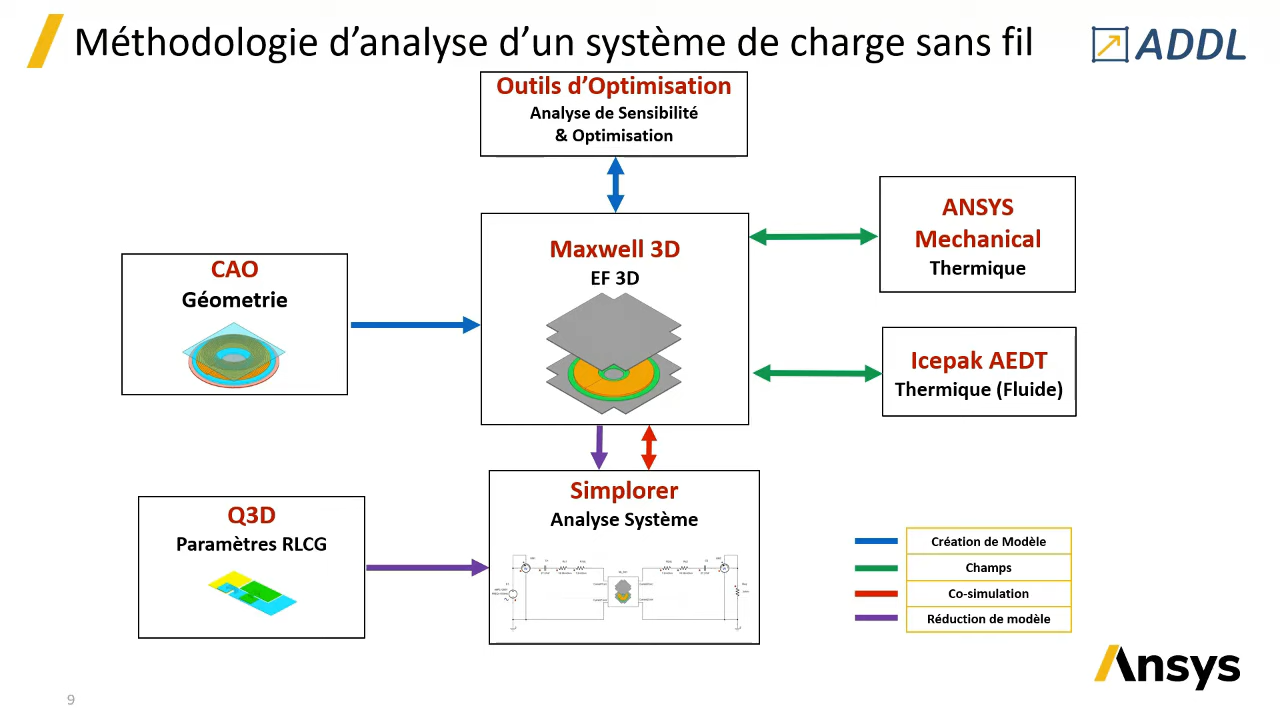 Méthodologie d’analyse d’un système de charge sans fil
ADDL
Outils d’Optimisation
Analyse de Sensibilité
& Optimisation
ANSYS
Mechanical
Thermique
Maxwell 3D
EF 3D
CAO
Géometrie
Icepak AEDT
Thermique (Fluide)
Simplorer
Analyse Système
Q3D
Paramètres RLCG
Création de Modèle
Champs
Co-simulation
Réduction de modèle
Ansys
9